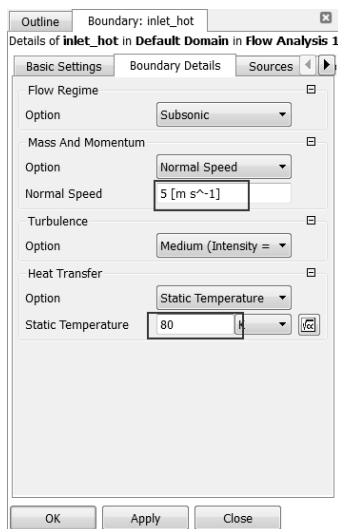 Outline Boundary: inlet_hot
Details of inlet_hot in Default Domain in Flow Analysis 1
Basic Settings Boundary Details Sources
Flow Regime
Option Subsonic
Mass And Momentum
Option Normal Speed
Normal Speed 5 [m s^-1]
Turbulence
Option Medium (Intensity =
Heat Transfer
Option Static Temperature
Static Temperature 80 K
OK Apply Close